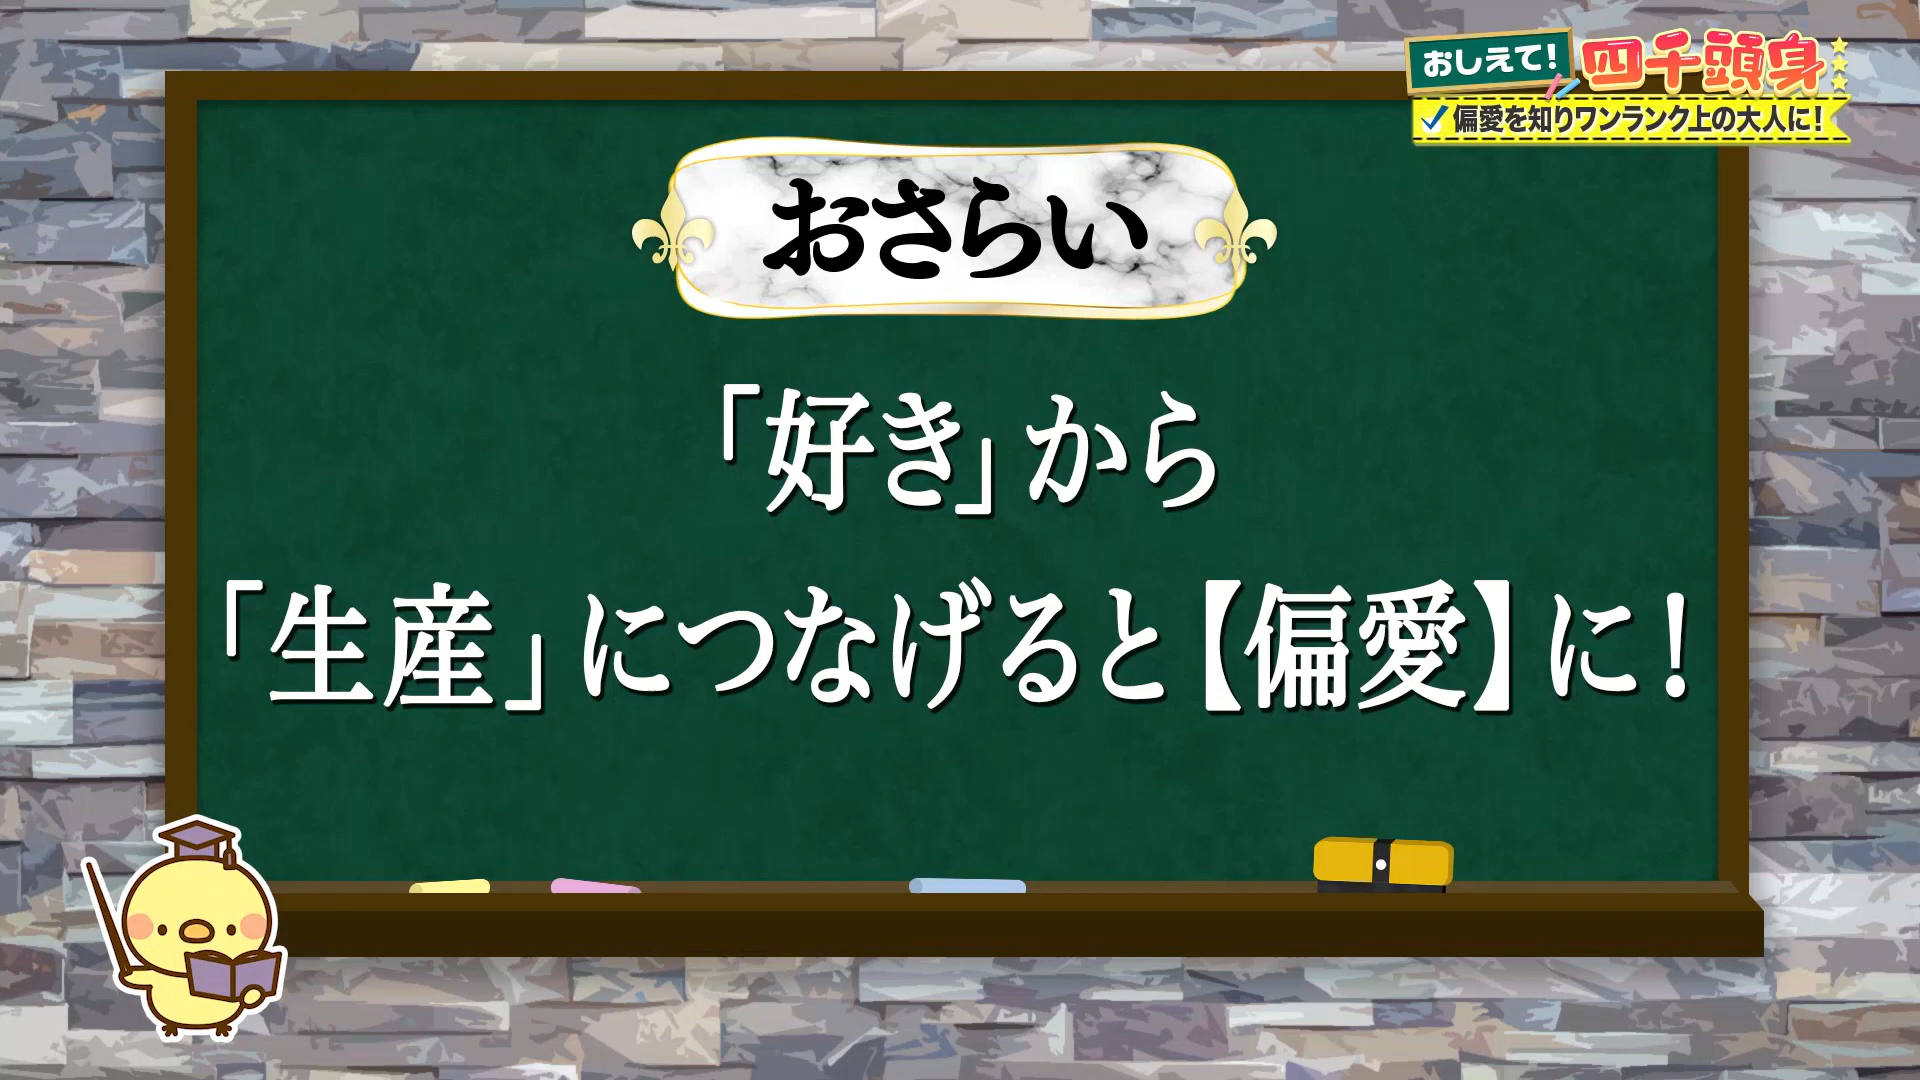 おしえて!四千頭身
偏愛を知りワンランク上の大人に!
おさらい
「好き」から
「生産」につなげると【偏愛】に!